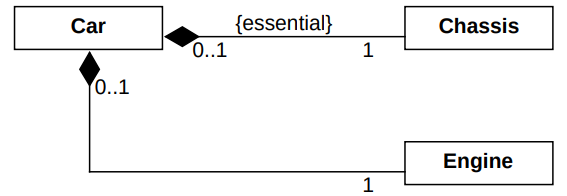 Car {essential} Chassis
0..1 1
0..1
Engine
1